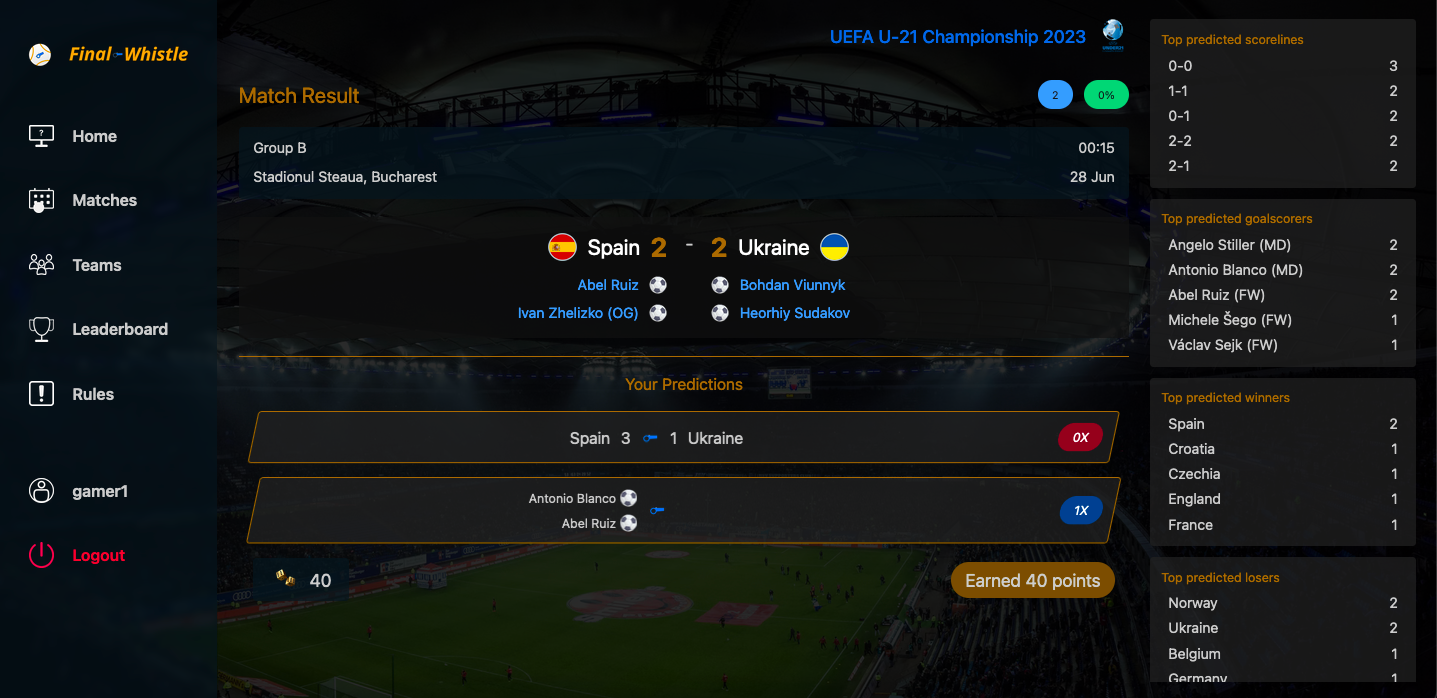 Final Whistle
Home
Matches
Teams
Leaderboard
Rules
gamer1
Logout
UEFA U-21 Championship 2023
Match Result
2 0%
Group B 00:15
Stadionul Steaua, Bucharest 28 Jun
Spain 2 - 2 Ukraine
Abel Ruiz Bohdan Viunnyk
Ivan Zhelizko (OG) Heorhiy Sudakov
Your Predictions
Spain 3 1 Ukraine 0X
Antonio Blanco
Abel Ruiz
1X
40 Earned 40 points
Top predicted scorelines
0-0 3
1-1 2
0-1 2
2-2 2
2-1 2
Top predicted goalscorers
Angelo Stiller (MD) 2
Antonio Blanco (MD) 2
Abel Ruiz (FW) 2
Michele Šego (FW) 1
Václav Sejk (FW) 1
Top predicted winners
Spain 2
Croatia 1
Czechia 1
England 1
France 1
Top predicted losers
Norway 2
Ukraine 2
Belgium 1
Germany 1